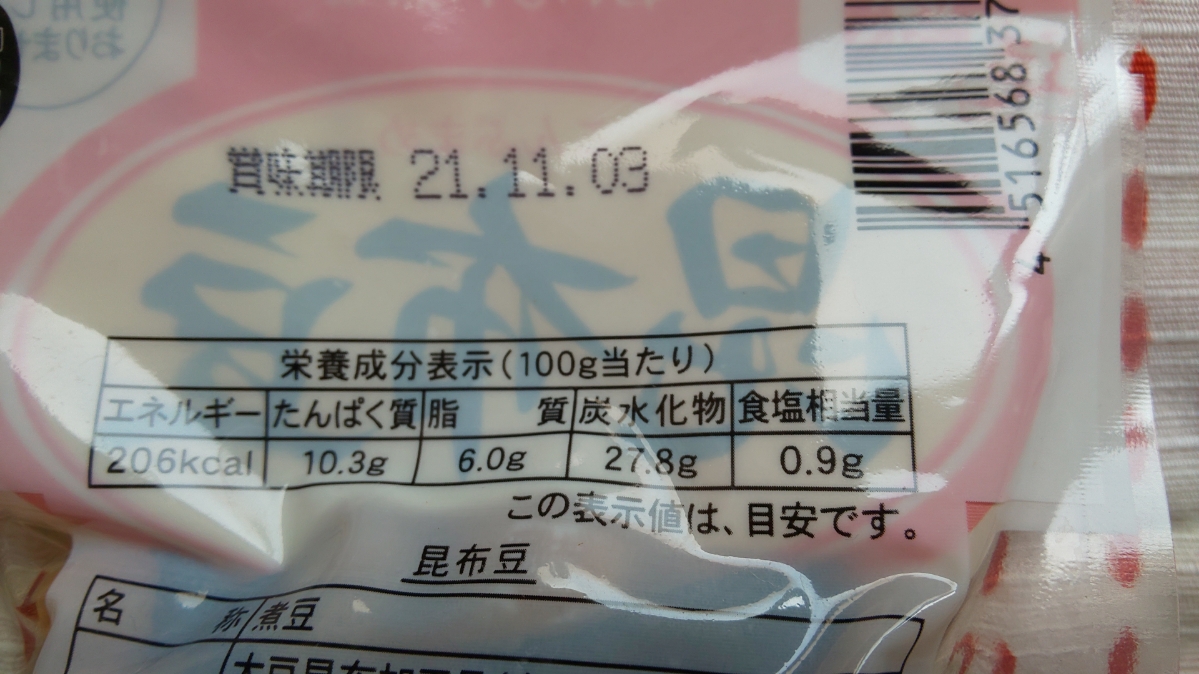 賞味期限 21.11.03
4516568 37
栄養成分表示(100g当たり)
エネルギー たんぱく質 脂質 炭水化物 食塩相当量
206kcal 10.3g 6.0g 27.8g 0.9g
この表示値は、目安です。
昆布豆
名称 煮豆